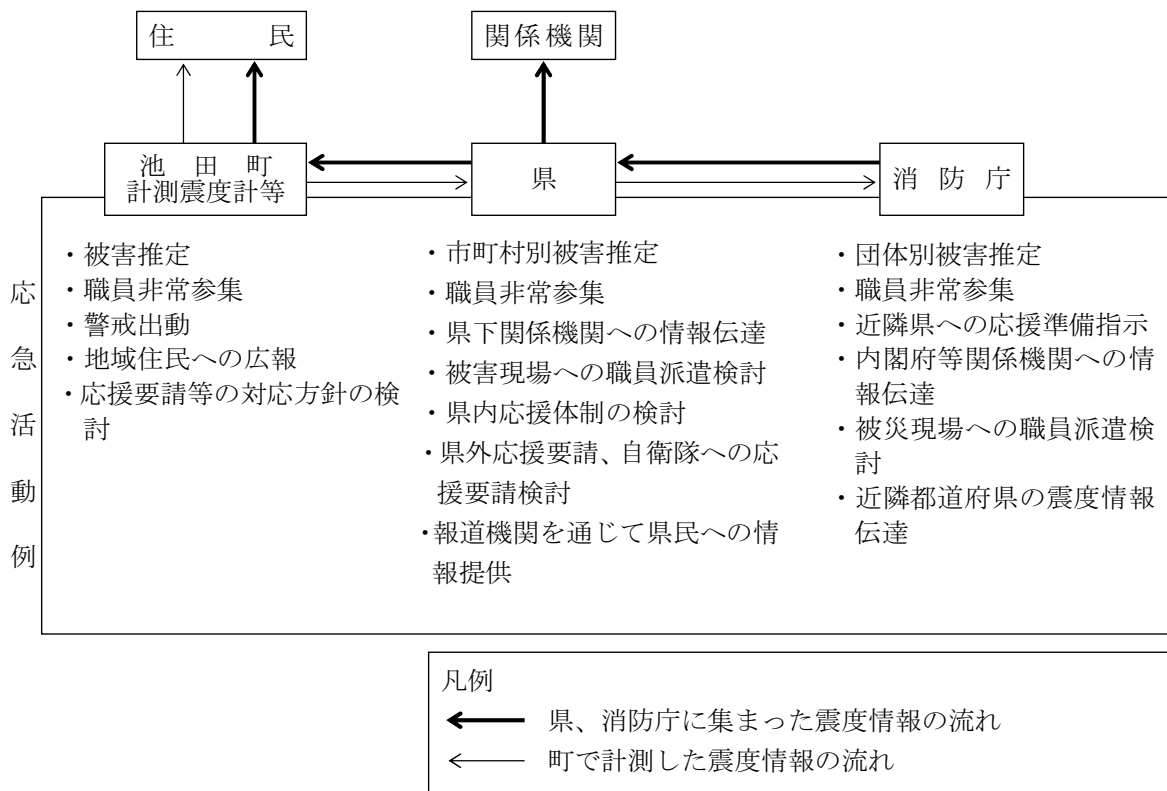 住民
関係機関
池田町
計測震度計等
県
消防庁
応急活動例
・被害推定
・職員非常参集
・警戒出動
・地域住民への広報
・応援要請等の対応方針の検
討
・市町村別被害推定
・職員非常参集
・県下関係機関への情報伝達
・被害現場への職員派遣検討
・県内応援体制の検討
・県外応援要請、自衛隊への応
援要請検討
・報道機関を通じて県民への情
報提供
・団体別被害推定
・職員非常参集
・近隣県への応援準備指示
・内閣府等関係機関への情
報伝達
・被災現場への職員派遣検
討
・近隣都道府県の震度情報
伝達
凡例
県、消防庁に集まった震度情報の流れ
町で計測した震度情報の流れ